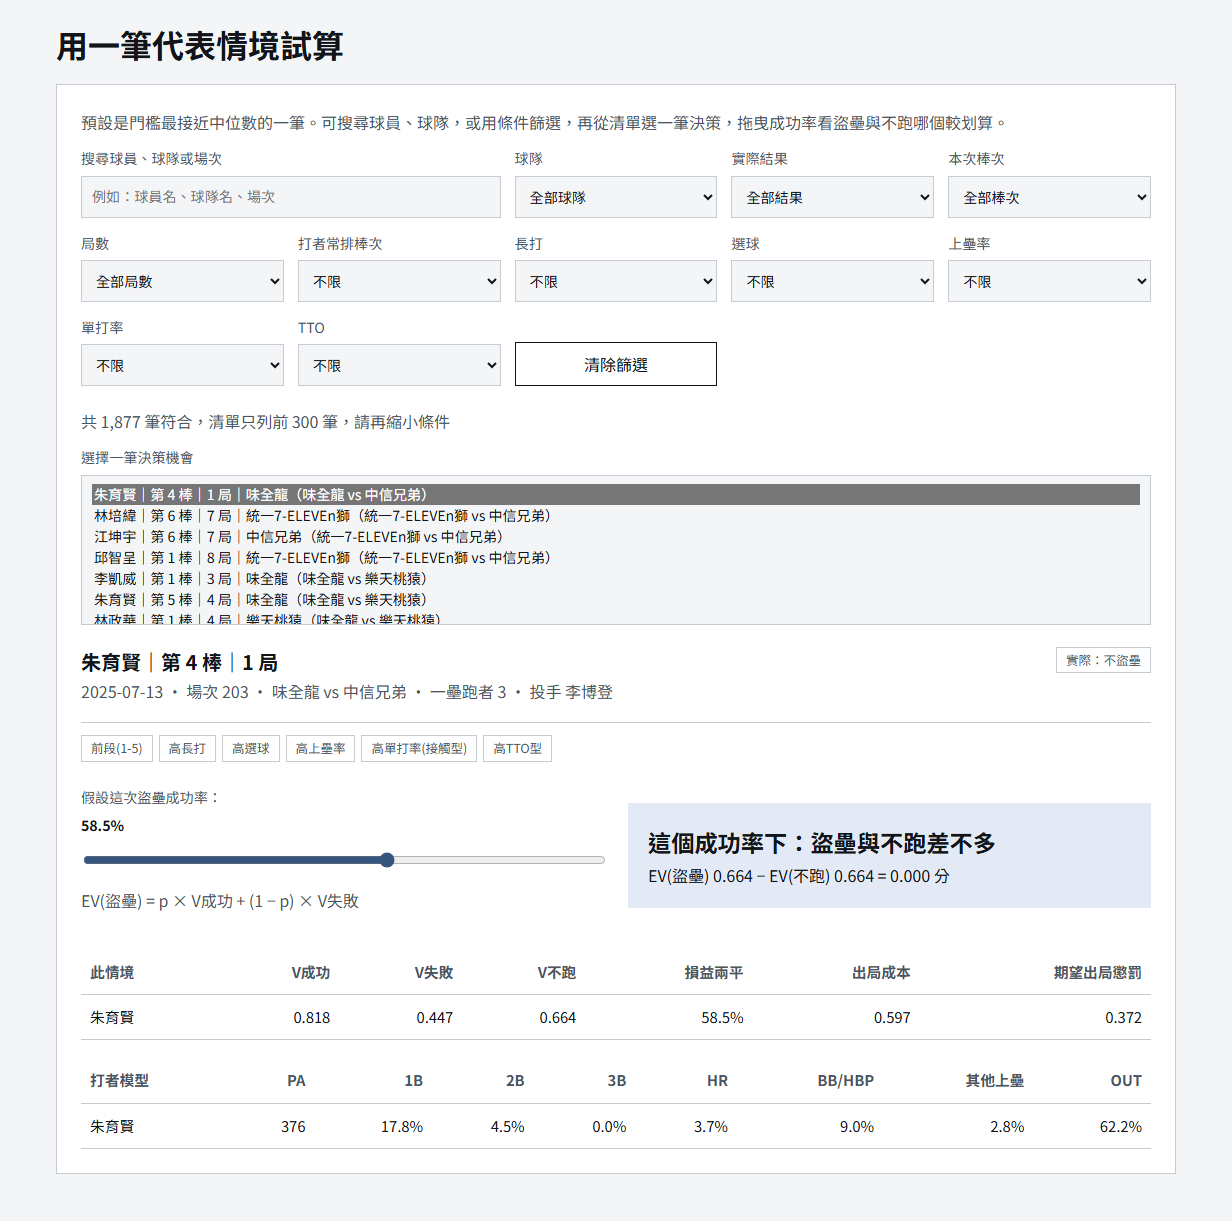 用一筆代表情境試算
預設是門檻最接近中位數的一筆。可搜尋球員、球隊，或用條件篩選，再從清單選一筆決策，拖曳成功率看盜壘與不跑哪個較划算。
搜尋球員、球隊或場次 球隊 實際結果 本次棒次
例如：球員名、球隊名、場次 全部球隊 全部結果 全部棒次
局數 打者常排棒次 長打 選球 上壘率
全部局數 不限 不限 不限 不限
單打率 TTO
不限 不限 清除篩選
共 1,877 筆符合，清單只列前 300 筆，請再縮小條件
選擇一筆決策機會
朱育賢｜第 4 棒｜1 局｜味全龍（味全龍 vs 中信兄弟）
林培緯｜第 6 棒｜7 局｜統一7-ELEVEn獅（統一7-ELEVEn獅 vs 中信兄弟）
江坤宇｜第 6 棒｜7 局｜中信兄弟（統一7-ELEVEn獅 vs 中信兄弟）
邱智呈｜第 1 棒｜8 局｜統一7-ELEVEn獅（統一7-ELEVEn獅 vs 中信兄弟）
李凱威｜第 1 棒｜3 局｜味全龍（味全龍 vs 樂天桃猿）
朱育賢｜第 5 棒｜4 局｜味全龍（味全龍 vs 樂天桃猿）
林政華｜第 1 棒｜4 局｜樂天桃猿（味全龍 vs 樂天桃猿）
朱育賢｜第 4 棒｜1 局 實際：不盜壘
2025-07-13 ・ 場次 203 ・ 味全龍 vs 中信兄弟 ・ 一壘跑者 3 ・ 投手 李博登
前段(1-5) 高長打 高選球 高上壘率 高單打率(接觸型) 高TTO型
假設這次盜壘成功率：
58.5%
這個成功率下：盜壘與不跑差不多
EV(盜壘) 0.664 − EV(不跑) 0.664 = 0.000 分
EV(盜壘) = p × V成功 + (1 − p) × V失敗
此情境 V成功 V失敗 V不跑 損益兩平 出局成本 期望出局懲罰
朱育賢 0.818 0.447 0.664 58.5% 0.597 0.372
打者模型 PA 1B 2B 3B HR BB/HBP 其他上壘 OUT
朱育賢 376 17.8% 4.5% 0.0% 3.7% 9.0% 2.8% 62.2%